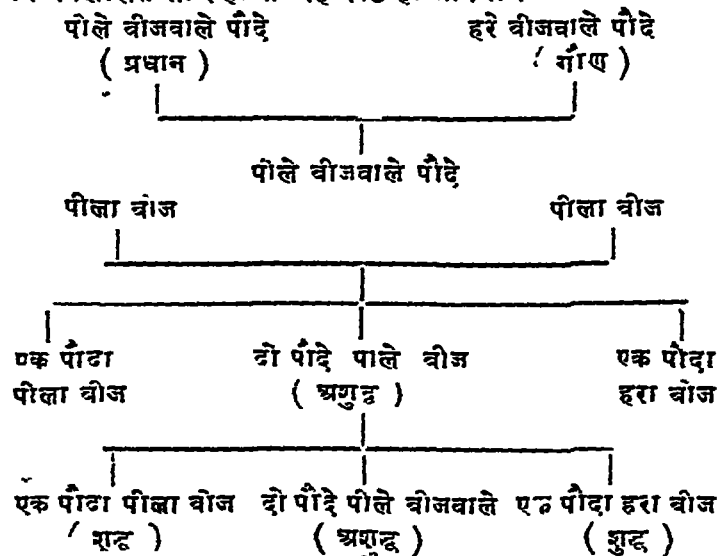 पीले बीजवाले पौदे हरे बीजवाले पौदे
( प्रधान ) ( गौण )
पीले बीजवाले पौदे
पीला बीज पीला बीज
एक पौदा दो पौदे पीले बीज एक पौदा
पीला बीज ( अशुद्ध ) हरा बीज
एक पौदा पीला बीज दो पौदे पीले बीजवाले एक पौदा हरा बीज
( शुद्ध ) ( अशुद्ध ) ( शुद्ध )